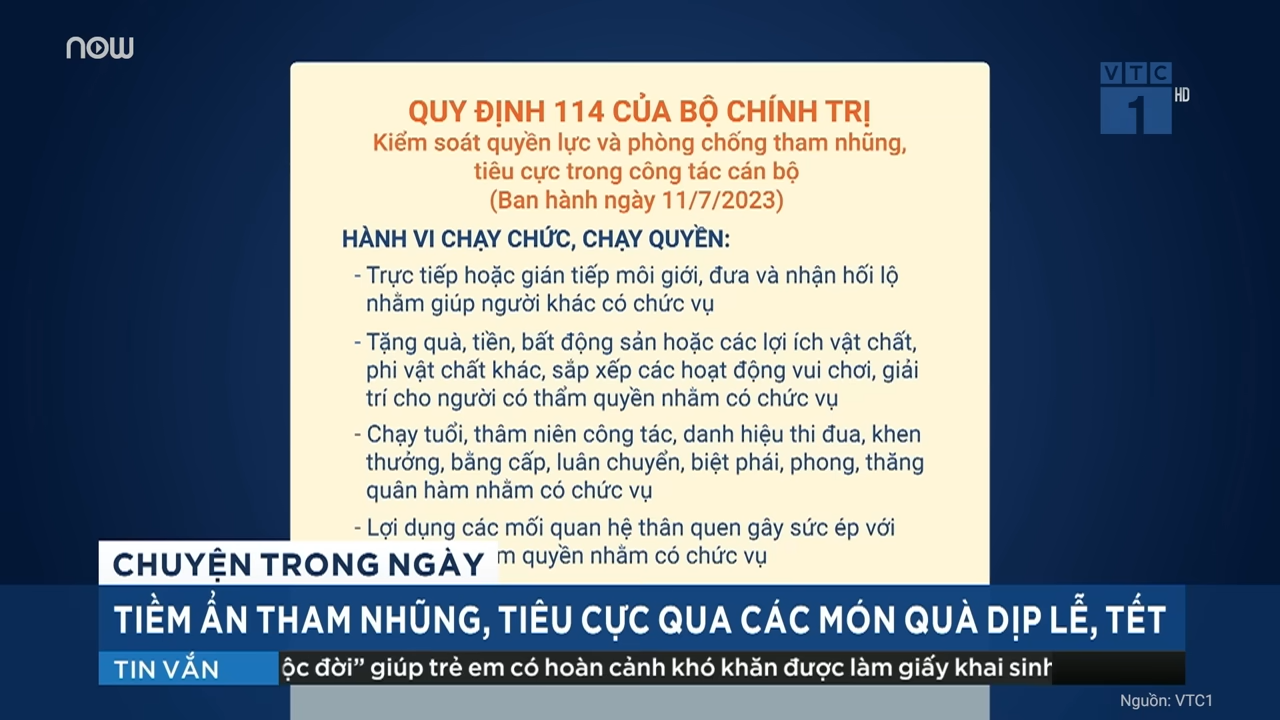 now
VTC
1
HD
QUY ĐỊNH 114 CỦA BỘ CHÍNH TRỊ
Kiểm soát quyền lực và phòng chống tham nhũng,
tiêu cực trong công tác cán bộ
(Ban hành ngày 11/7/2023)
HÀNH VI CHẠY CHỨC, CHẠY QUYỀN:
- Trực tiếp hoặc gián tiếp môi giới, đưa và nhận hối lộ
nhằm giúp người khác có chức vụ
- Tặng quà, tiền, bất động sản hoặc các lợi ích vật chất,
phi vật chất khác, sắp xếp các hoạt động vui chơi, giải
trí cho người có thẩm quyền nhằm có chức vụ
- Chạy tuổi, thâm niên công tác, danh hiệu thi đua, khen
thưởng, bằng cấp, luân chuyển, biệt phái, phong, thăng
quân hàm nhằm có chức vụ
- Lợi dụng các mối quan hệ thân quen gây sức ép với
m quyền nhằm có chức vụ
CHUYỆN TRONG NGÀY
TIỀM ẨN THAM NHŨNG, TIÊU CỰC QUA CÁC MÓN QUÀ DỊP LỄ, TẾT
TIN VẮN
ộc đời” giúp trẻ em có hoàn cảnh khó khăn được làm giấy khai sinh
Nguồn: VTC1